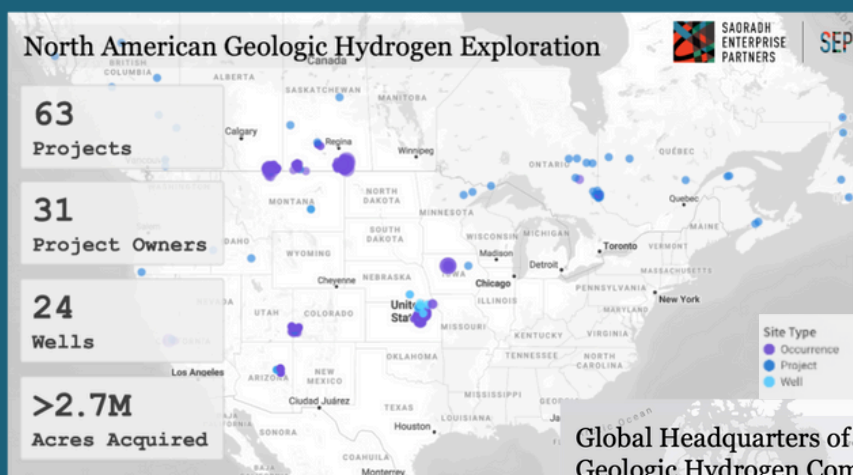 North American Geologic Hydrogen Exploration
SAORADH
ENTERPRISE
PARTNERS
SEP
63
Projects
31
Project Owners
24
Wells
>2.7M
Acres Acquired
Canada
BRITISH
COLUMBIA
ALBERTA
SASKATCHEWAN
MANITOBA
Calgary
Regina
Winnipeg
ONTARIO
QUÉBEC
Quebec
NORTH
DAKOTA
MONTANA
MINNESOTA
SOUTH
DAKOTA
WISCONSIN
MICHIGAN
MAINE
Toronto
VERMONT
Madison
Detroit
Chicago
MASSACHUSETTS
WYOMING
IOWA
Cheyenne
NEBRASKA
ILLINOIS
PENNSYLVANIA
New York
MARYLAND
UTAH
COLORADO
MISSOURI
KENTUCKY
VIRGINIA
OKLAHOMA
TENNESSEE
NORTH
CAROLINA
Los Angeles
ARIZONA
NEW
MEXICO
MISSISSIPPI
Ciudad Juárez
TEXAS
LOUISIANA
Houston
SONORA
COAHUILA
Monterrey
Site Type
Occurrence
Project
Well
Global Headquarters of
Geologic Hydrogen Com